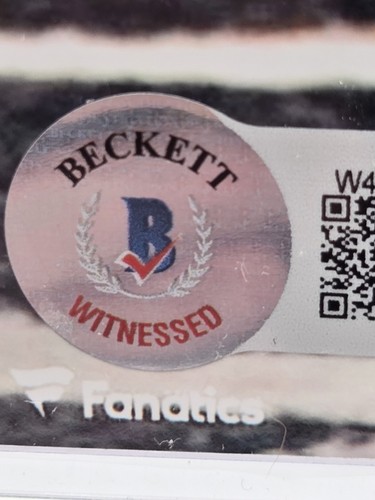 BECKETT
B
W4
WITNESSED
Fanatics